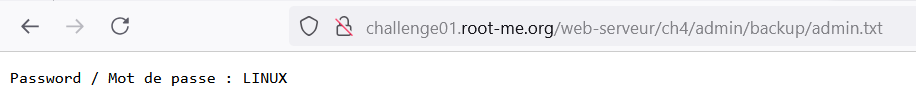 challenge01.root-me.org/web-serveur/ch4/admin/backup/admin.txt
Password / Mot de passe : LINUX